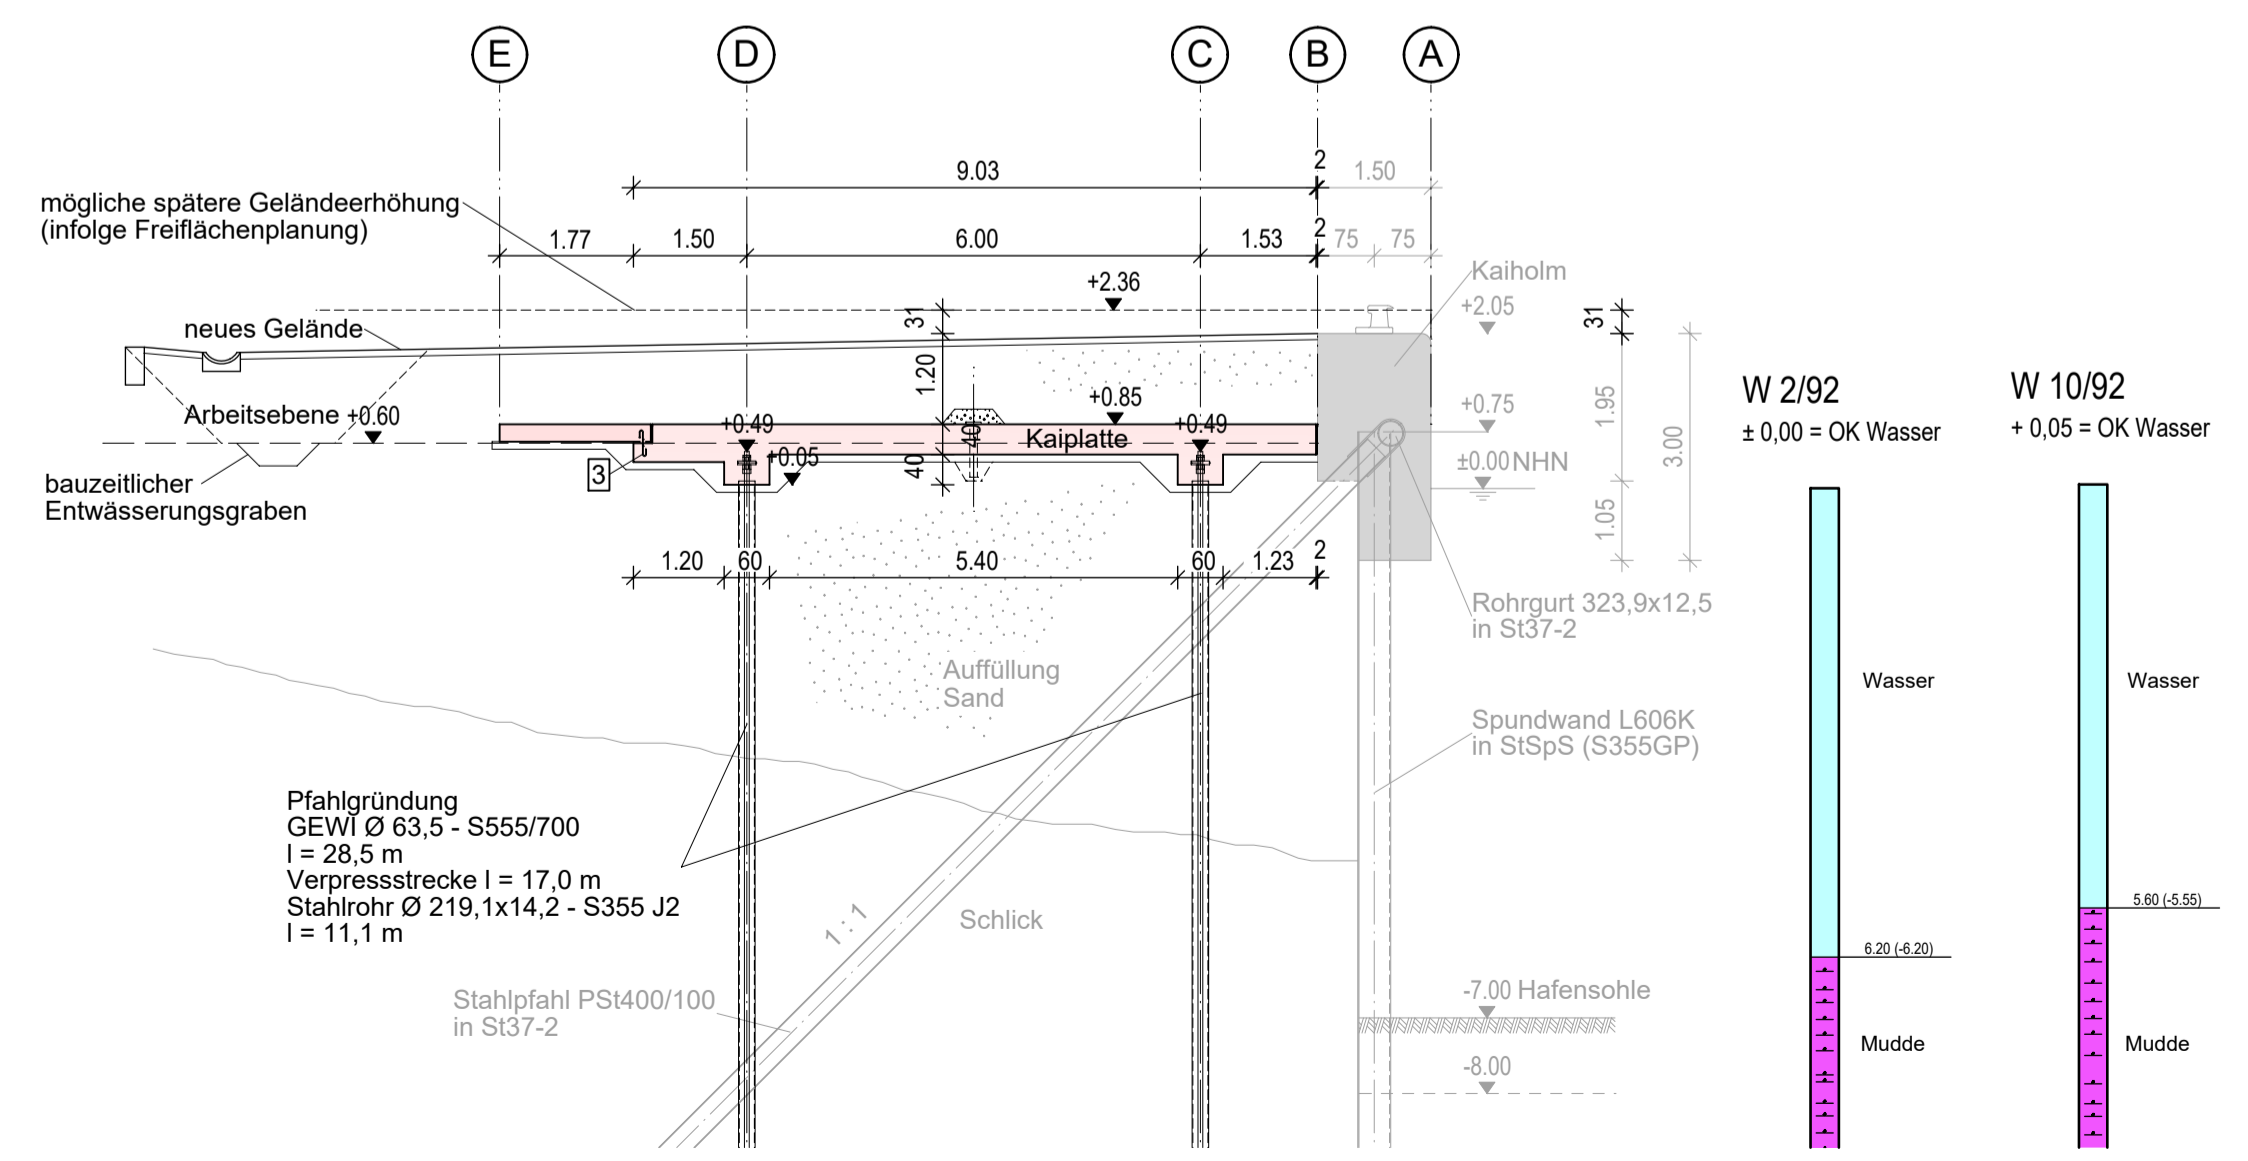 E D C B A
9.03 2 1.50
mögliche spätere Geländeerhöhung
(infolge Freiflächenplanung)
1.77 1.50 6.00 1.53 2 75 75
+2.36
Kaiholm
+2.05
31
31
neues Gelände
1.20
1.95
3.00
1.05
Arbeitsebene +0.60
+0.49
+0.85
+0.49
+0.75
Kaiplatte
40
40
+0.05
3
±0.00 NHN
bauzeitlicher
Entwässerungsgraben
1.20 60 5.40 60 1.23 2
Rohrgurt 323,9x12,5
in St37-2
Auffüllung
Sand
Spundwand L606K
in StSpS (S355GP)
Pfahlgründung
GEWI Ø 63,5 - S555/700
l = 28,5 m
Verpressstrecke l = 17,0 m
Stahlrohr Ø 219,1x14,2 - S355 J2
l = 11,1 m
1 : 1
Schlick
Stahlpfahl PSt400/100
in St37-2
-7.00 Hafensohle
-8.00
W 2/92
± 0,00 = OK Wasser
Wasser
6.20 (-6.20)
Mudde
W 10/92
+ 0,05 = OK Wasser
Wasser
5.60 (-5.55)
Mudde